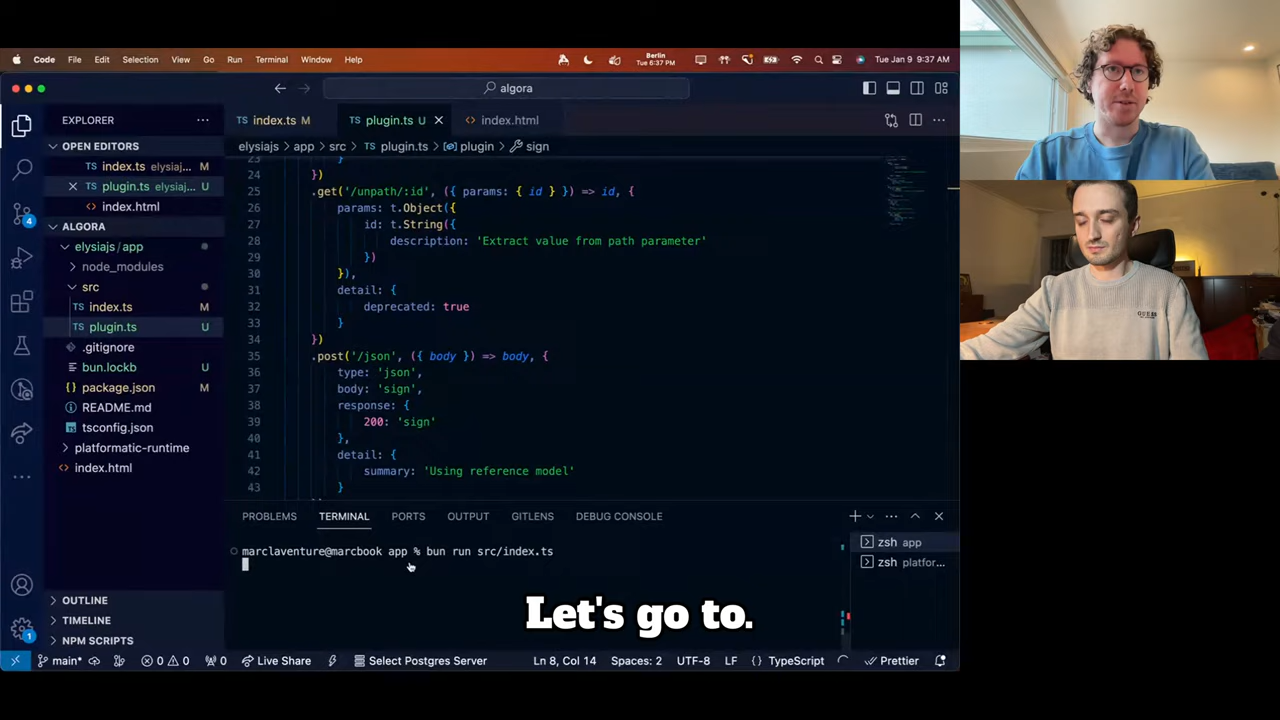 Code File Edit Selection View Go Run Terminal Window Help
Berlin
Tue 6:37 PM
Tue Jan 9 9:37 AM
algora
EXPLORER
OPEN EDITORS
TS index.ts elysiaj... M
TS plugin.ts elysiaj... U
index.html
ALGORA
elysiajs / app
node_modules
src
TS index.ts M
TS plugin.ts U
.gitignore
bun.lockb U
package.json M
README.md
tsconfig.json
platformatic-runtime
index.html
OUTLINE
TIMELINE
NPM SCRIPTS
4
1
TS index.ts M
TS plugin.ts U
index.html
elysiajs > app > src > TS plugin.ts > plugin > sign
23 }
24 })
25 .get('/unpath/:id', ({ params: { id } }) => id, {
26 params: t.Object({
27 id: t.String({
28 description: 'Extract value from path parameter'
29 })
30 }),
31 detail: {
32 deprecated: true
33 }
34 })
35 .post('/json', ({ body }) => body, {
36 type: 'json',
37 body: 'sign',
38 response: {
39 200: 'sign'
40 },
41 detail: {
42 summary: 'Using reference model'
43 }
PROBLEMS TERMINAL PORTS OUTPUT GITLENS DEBUG CONSOLE
marclaventure@marcbook app % bun run src/index.ts
zsh app
zsh platfor...
Let's go to.
main* 0 0 0 Live Share Select Postgres Server Ln 8, Col 14 Spaces: 2 UTF-8 LF {} TypeScript Prettier
GUESS